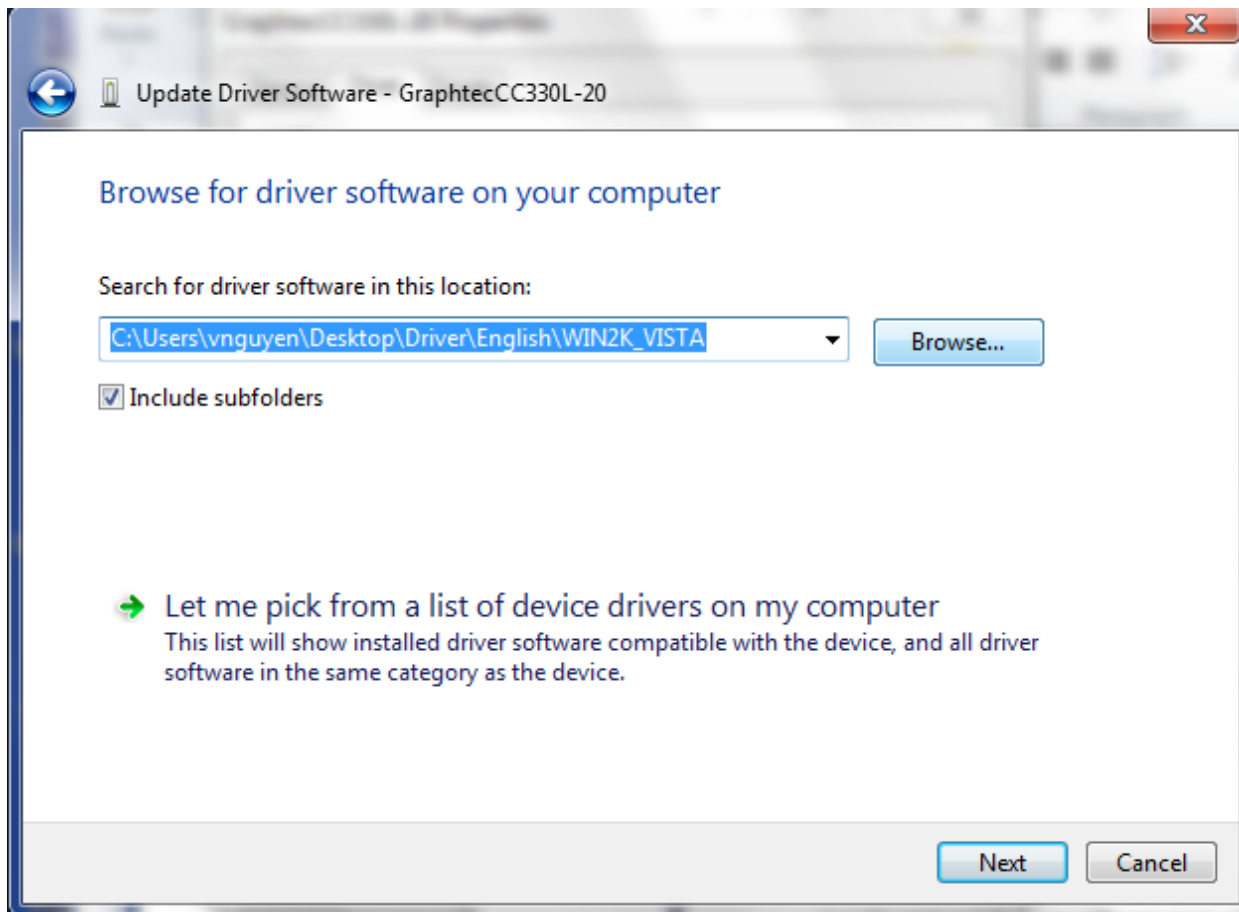 Update Driver Software - GraphtecCC330L-20
Browse for driver software on your computer
Search for driver software in this location:
C:\Users\vnguyen\Desktop\Driver\English\WIN2K_VISTA
Browse...
Include subfolders
Let me pick from a list of device drivers on my computer
This list will show installed driver software compatible with the device, and all driver
software in the same category as the device.
Next
Cancel